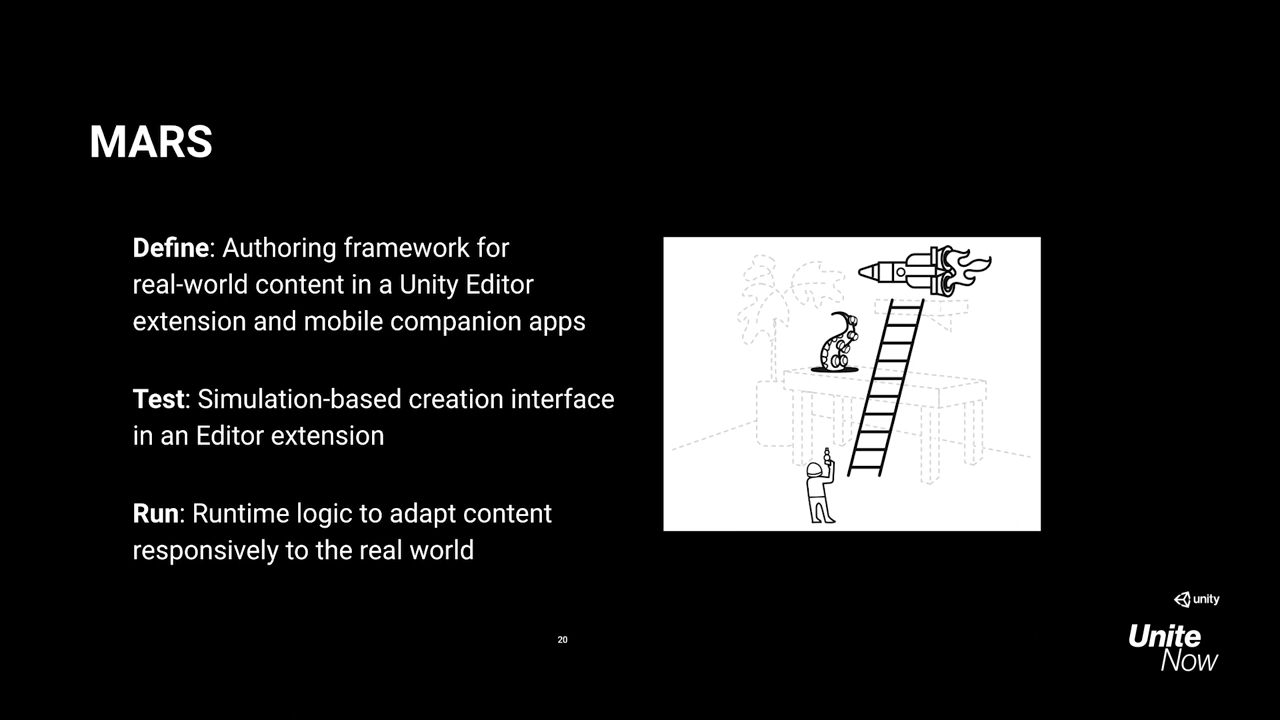 MARS
Define: Authoring framework for
real-world content in a Unity Editor
extension and mobile companion apps
Test: Simulation-based creation interface
in an Editor extension
Run: Runtime logic to adapt content
responsively to the real world
20
unity
Unite
Now